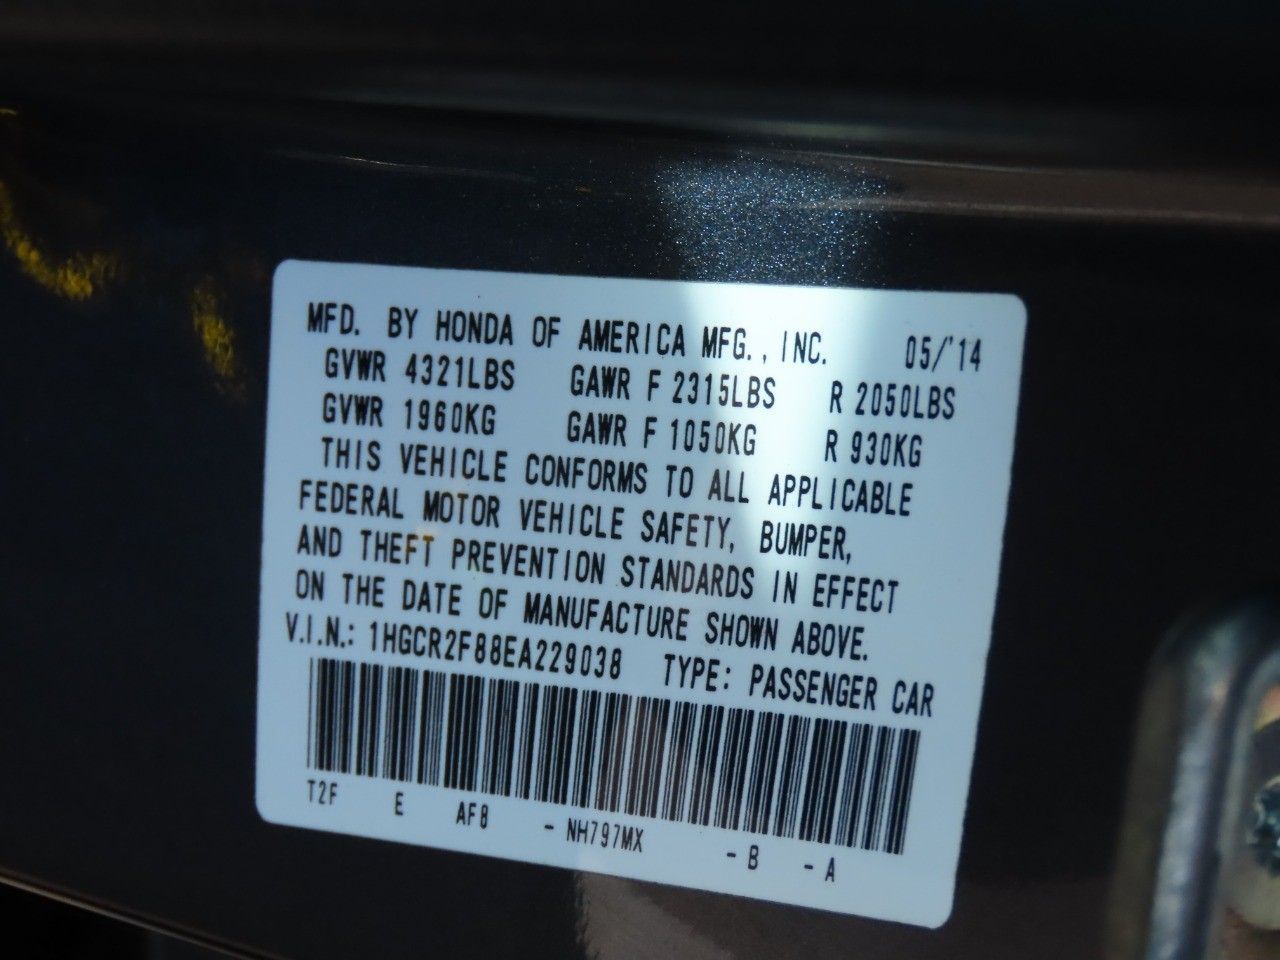 MFD. BY HONDA OF AMERICA MFG., INC. 05/'14
GVWR 4321LBS GAWR F 2315LBS R 2050LBS
GVWR 1960KG GAWR F 1050KG R 930KG
THIS VEHICLE CONFORMS TO ALL APPLICABLE
FEDERAL MOTOR VEHICLE SAFETY, BUMPER,
AND THEFT PREVENTION STANDARDS IN EFFECT
ON THE DATE OF MANUFACTURE SHOWN ABOVE.
V.I.N.: 1HGCR2F88EA229038 TYPE: PASSENGER CAR
T2F E AF8 - NH797MX - B - A